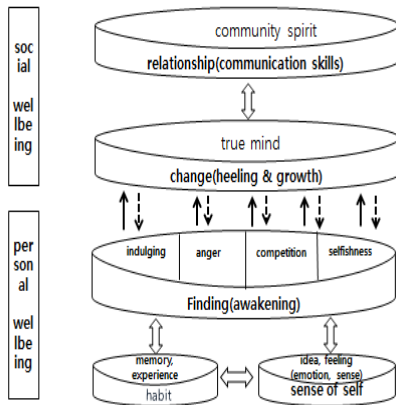 soc
ial
wel
lbe
ing
community spirit
relationship(communication skills)
true mind
change(heeling & growth)
per
son
al
wel
lbe
ing
indulging
anger
competition
selfishness
Finding(awakening)
memory,
experience
habit
idea, feeling
(emotion, sense)
sense of self